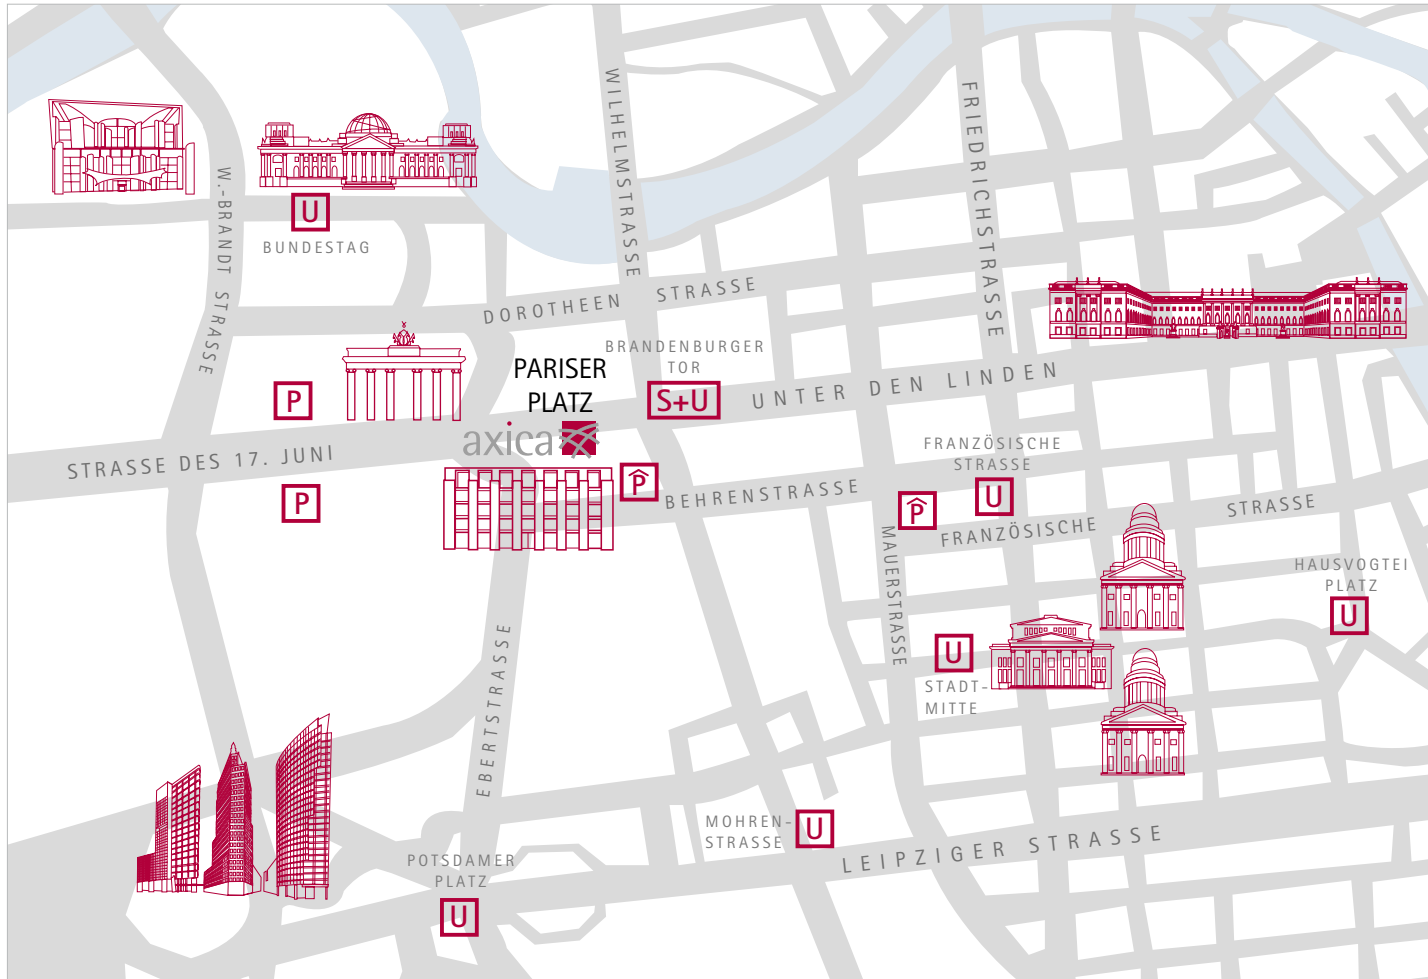 WILHELMSTRASSE
FRIEDRICHSTRASSE
W.-BRANDT STRASSE
U
BUNDESTAG
DOROTHEEN STRASSE
BRANDENBURGER
TOR
S+U
PARISER
PLATZ
axica
P
UNTER DEN LINDEN
STRASSE DES 17. JUNI
P
P
BEHRENSTRASSE
FRANZÖSISCHE
STRASSE
U
P
FRANZÖSISCHE STRASSE
MAUERSTRASSE
HAUSVOGTEI
PLATZ
U
U
STADT-
MITTE
EBERTSTRASSE
MOHREN-
STRASSE
U
LEIPZIGER STRASSE
POTSDAMER
PLATZ
U